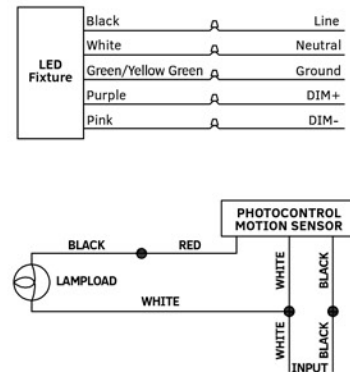 Black Line
White Neutral
LED Fixture
Green/Yellow Green Ground
Purple DIM+
Pink DIM-
PHOTOCONTROL
MOTION SENSOR
BLACK RED
WHITE BLACK
LAMPLOAD
WHITE
WHITE BLACK
INPUT